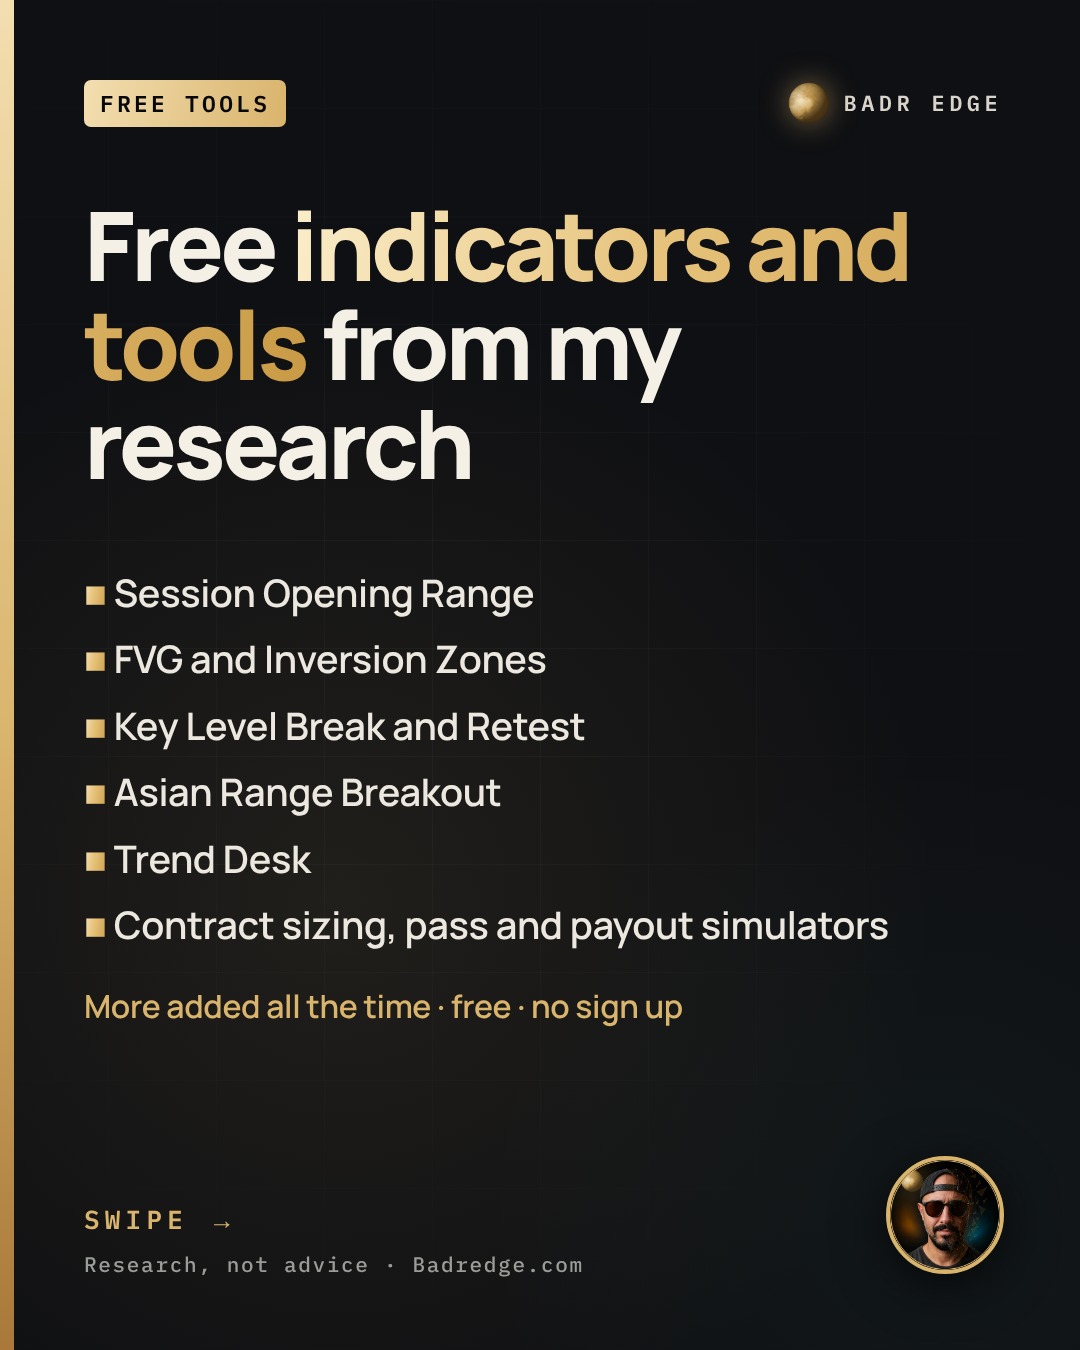 FREE TOOLS
BADR EDGE
Free indicators and
tools from my
research
Session Opening Range
FVG and Inversion Zones
Key Level Break and Retest
Asian Range Breakout
Trend Desk
Contract sizing, pass and payout simulators
More added all the time · free · no sign up
SWIPE →
Research, not advice · Badredge.com